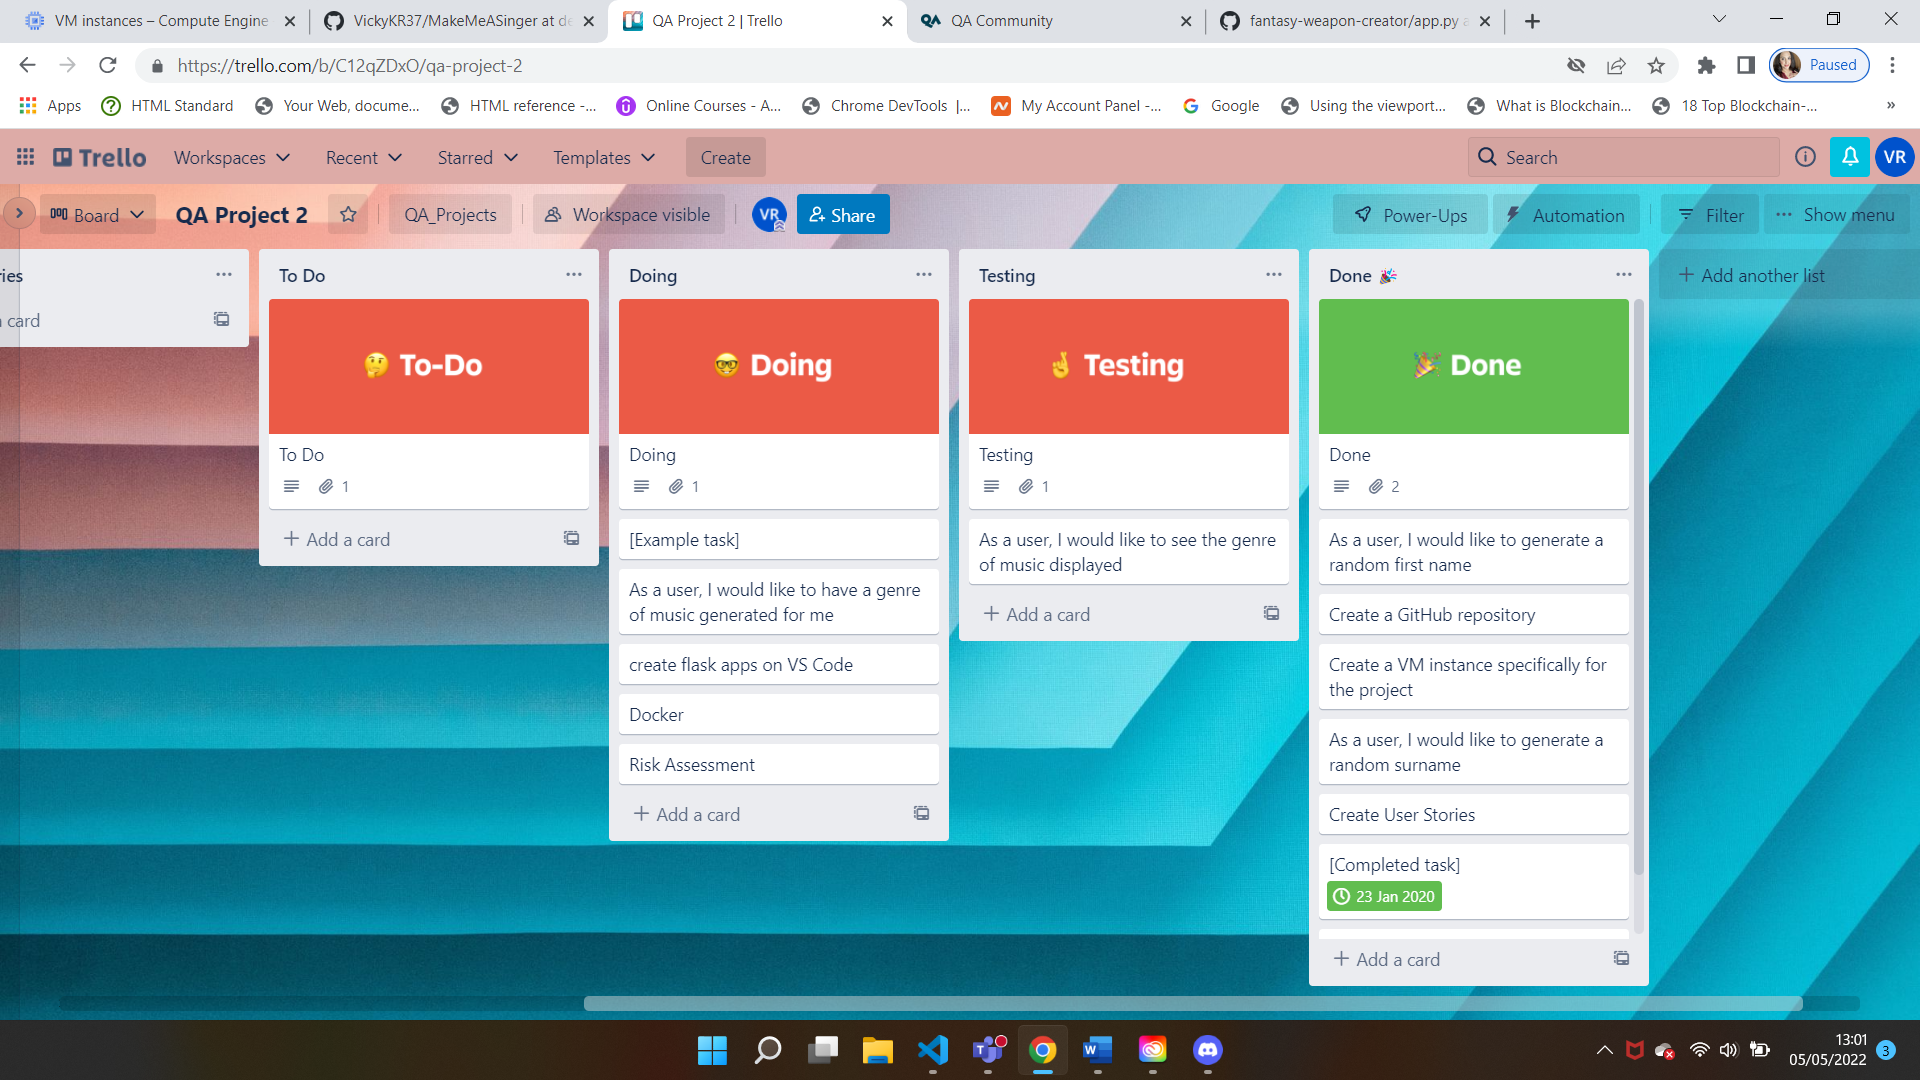 VM instances – Compute Engine
VickyKR37/MakeMeASinger at de
QA Project 2 | Trello
QA Community
fantasy-weapon-creator/app.py a
https://trello.com/b/C12qZDxO/qa-project-2
Paused
Apps
HTML Standard
Your Web, docume...
HTML reference -...
Online Courses - A...
Chrome DevTools |...
My Account Panel -...
Google
Using the viewport...
What is Blockchain...
18 Top Blockchain-...
»
Trello
Workspaces
Recent
Starred
Templates
Create
Search
VR
Board
QA Project 2
QA_Projects
Workspace visible
VR
Share
Power-Ups
Automation
Filter
Show menu
ries
a card
To Do
To-Do
To Do
1
+ Add a card
Doing
Doing
Doing
1
[Example task]
As a user, I would like to have a genre
of music generated for me
create flask apps on VS Code
Docker
Risk Assessment
+ Add a card
Testing
Testing
Testing
1
As a user, I would like to see the genre
of music displayed
+ Add a card
Done 🎉
🎉 Done
Done
2
As a user, I would like to generate a
random first name
Create a GitHub repository
Create a VM instance specifically for
the project
As a user, I would like to generate a
random surname
Create User Stories
[Completed task]
23 Jan 2020
+ Add a card
+ Add another list
13:01
05/05/2022
3